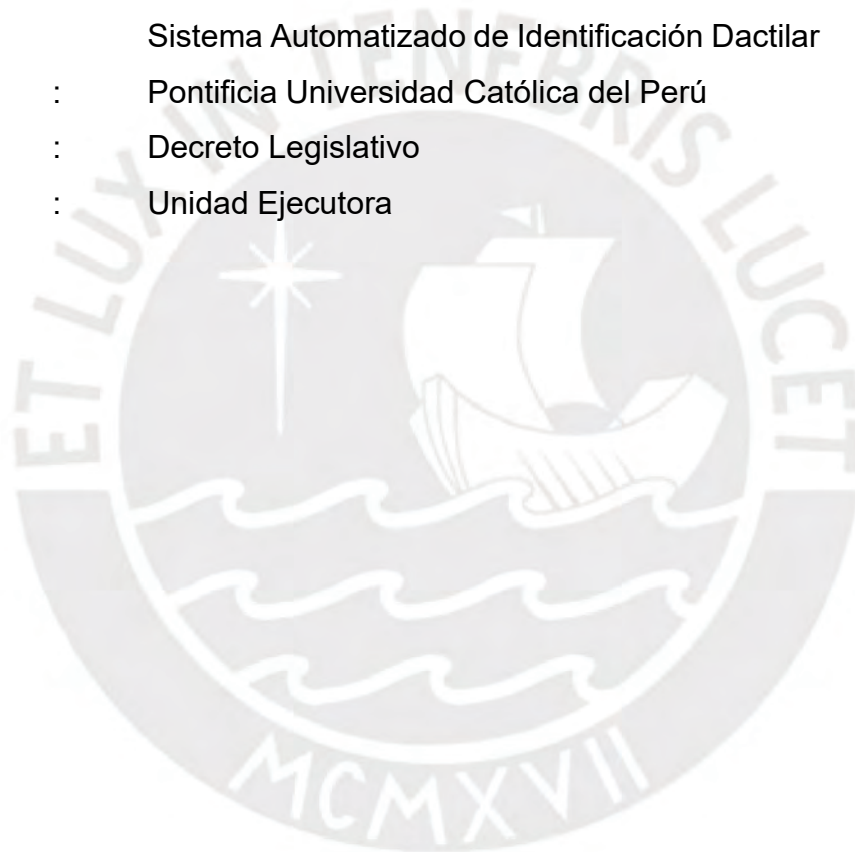 Sistema Automatizado de Identificación Dactilar
: Pontificia Universidad Católica del Perú
: Decreto Legislativo
: Unidad Ejecutora
ET LUX IN TENEBRIS LUCET
MCMXVII